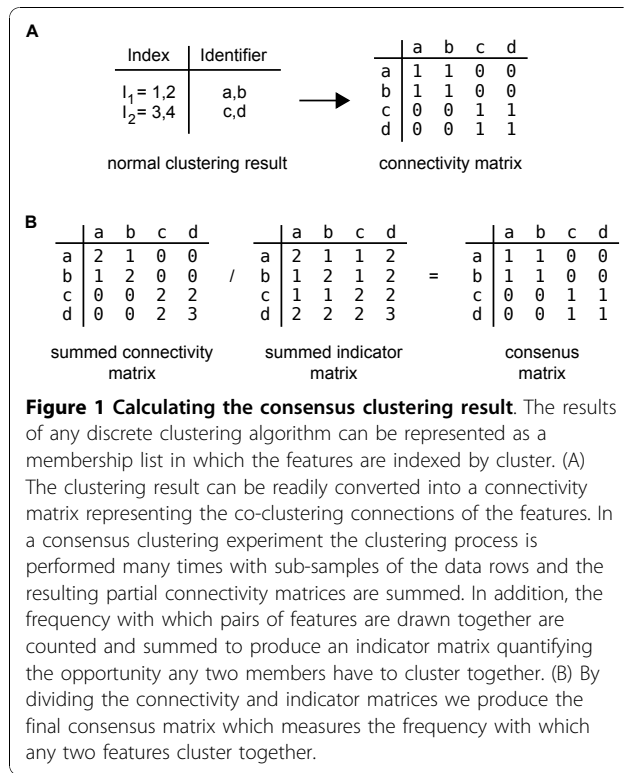 A
Index Identifier
I1 = 1,2 a,b
I2 = 3,4 c,d
normal clustering result
a b c d
a 1 1 0 0
b 1 1 0 0
c 0 0 1 1
d 0 0 1 1
connectivity matrix
B
a b c d
a 2 1 0 0
b 1 2 0 0
c 0 0 2 2
d 0 0 2 3
summed connectivity
matrix
/
a b c d
a 2 1 1 2
b 1 2 1 2
c 1 1 2 2
d 2 2 2 3
summed indicator
matrix
=
a b c d
a 1 1 0 0
b 1 1 0 0
c 0 0 1 1
d 0 0 1 1
consenus
matrix
Figure 1 Calculating the consensus clustering result. The results
of any discrete clustering algorithm can be represented as a
membership list in which the features are indexed by cluster. (A)
The clustering result can be readily converted into a connectivity
matrix representing the co-clustering connections of the features. In
a consensus clustering experiment the clustering process is
performed many times with sub-samples of the data rows and the
resulting partial connectivity matrices are summed. In addition, the
frequency with which pairs of features are drawn together are
counted and summed to produce an indicator matrix quantifying
the opportunity any two members have to cluster together. (B) By
dividing the connectivity and indicator matrices we produce the
final consensus matrix which measures the frequency with which
any two features cluster together.